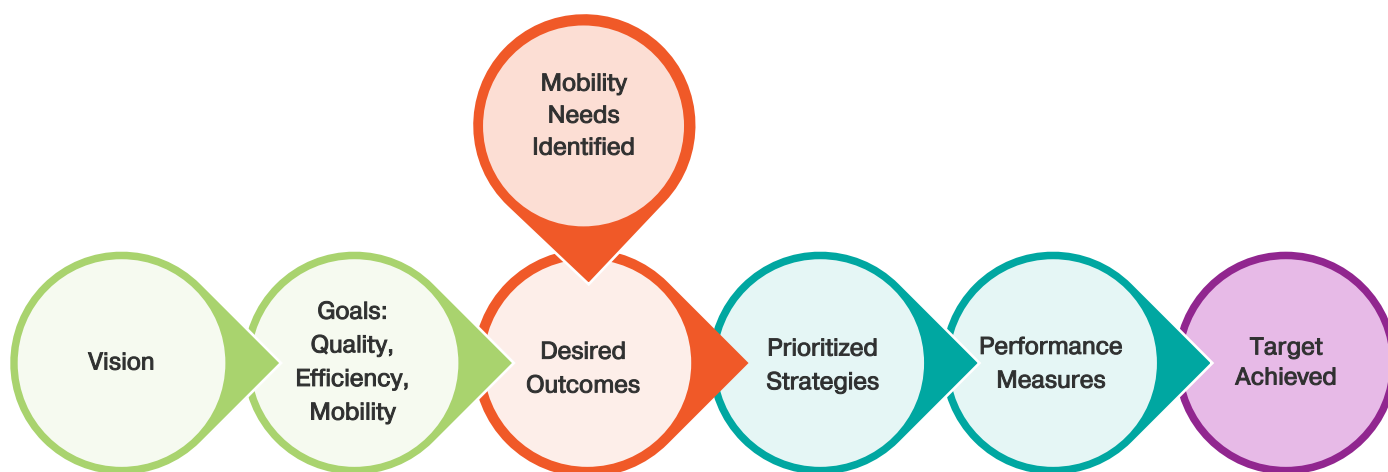 Mobility
Needs
Identified
Vision
Goals:
Quality,
Efficiency,
Mobility
Desired
Outcomes
Prioritized
Strategies
Performance
Measures
Target
Achieved